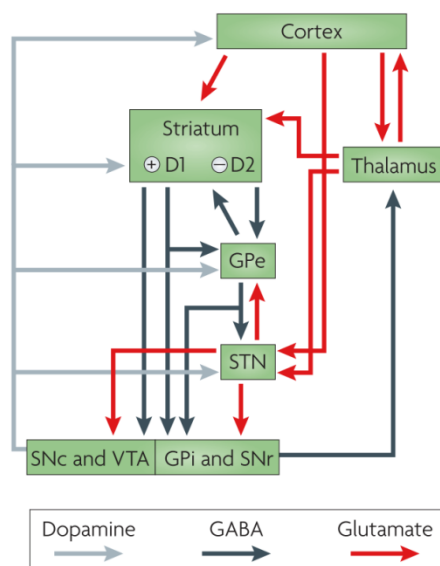 Cortex
Striatum
+ D1 − D2
Thalamus
GPe
STN
SNc and VTA GPi and SNr
Dopamine GABA Glutamate